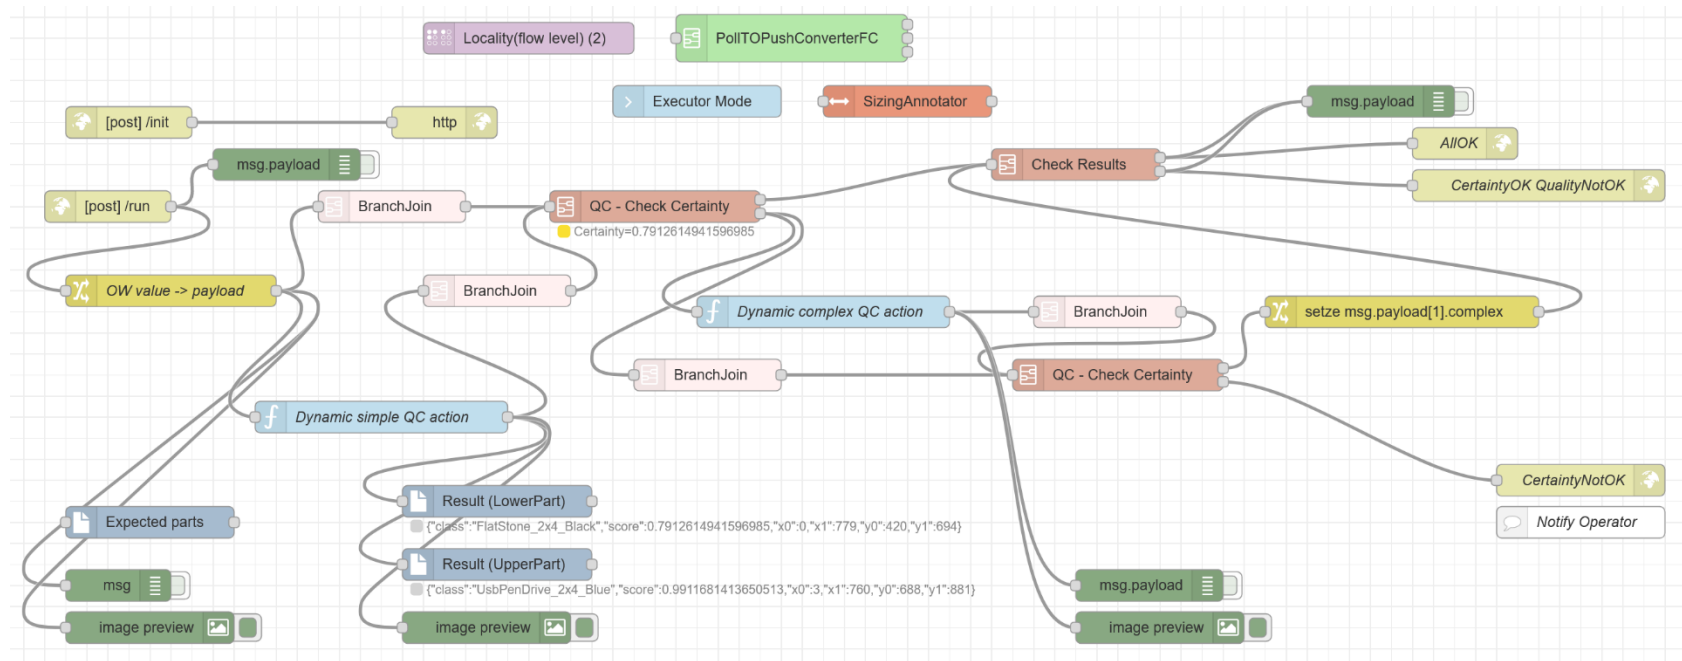 Locality(flow level) (2)
PollTOPushConverterFC
Executor Mode
SizingAnnotator
msg.payload
[post] /init
http
AllOK
msg.payload
Check Results
CertaintyOK QualityNotOK
[post] /run
BranchJoin
QC - Check Certainty
Certainty=0.7912614941596985
OW value -> payload
BranchJoin
Dynamic complex QC action
BranchJoin
setze msg.payload[1].complex
BranchJoin
QC - Check Certainty
Dynamic simple QC action
CertaintyNotOK
Result (LowerPart)
{"class":"FlatStone_2x4_Black","score":0.7912614941596985,"x0":0,"x1":779,"y0":420,"y1":694}
Expected parts
Notify Operator
Result (UpperPart)
{"class":"UsbPenDrive_2x4_Blue","score":0.9911681413650513,"x0":3,"x1":760,"y0":688,"y1":881}
msg
msg.payload
image preview
image preview
image preview